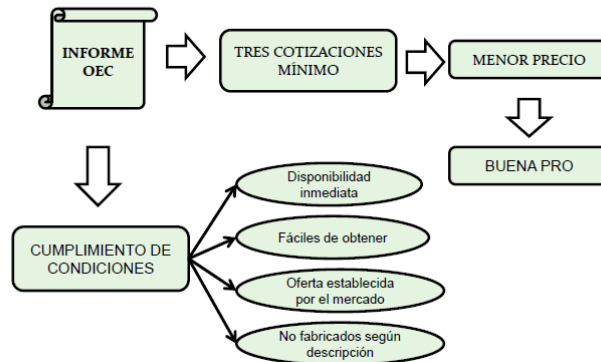 INFORME
OEC
TRES COTIZACIONES
MÍNIMO
MENOR PRECIO
BUENA PRO
CUMPLIMIENTO DE
CONDICIONES
Disponibilidad
inmediata
Fáciles de obtener
Oferta establecida
por el mercado
No fabricados según
descripción